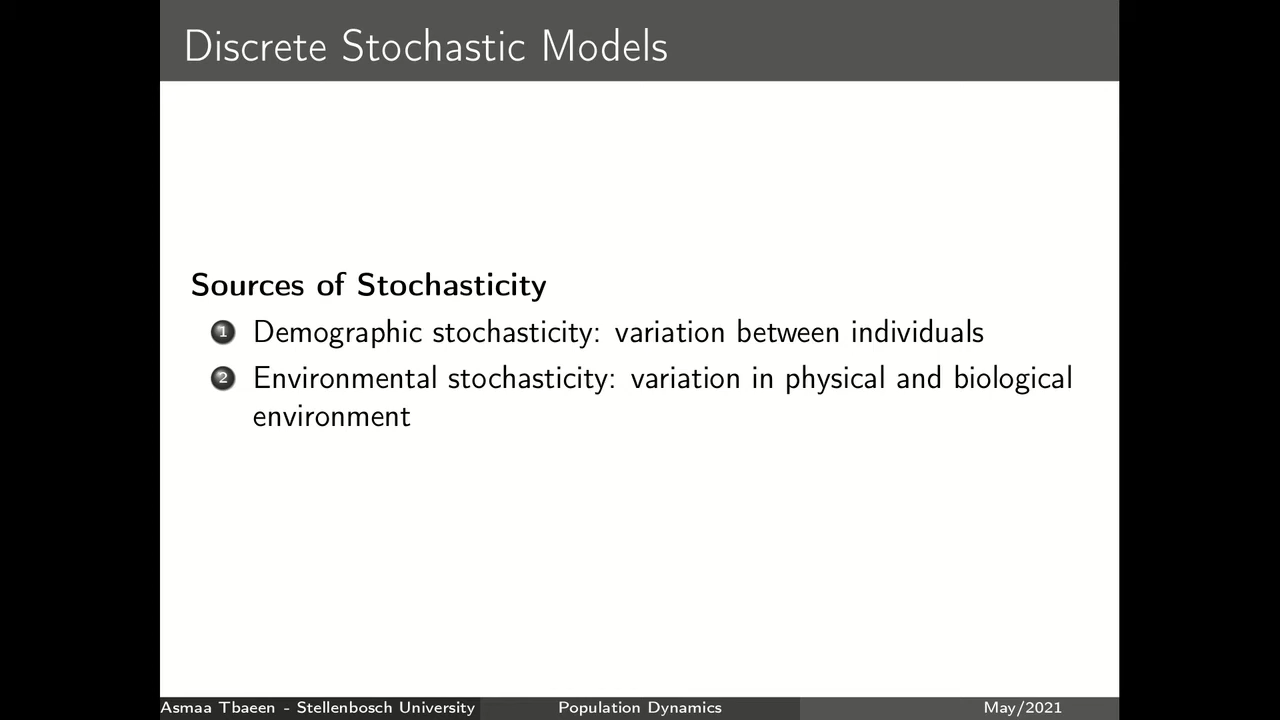 Discrete Stochastic Models
Sources of Stochasticity
1 Demographic stochasticity: variation between individuals
2 Environmental stochasticity: variation in physical and biological
environment
Asmaa Tbaeen - Stellenbosch University Population Dynamics May/2021